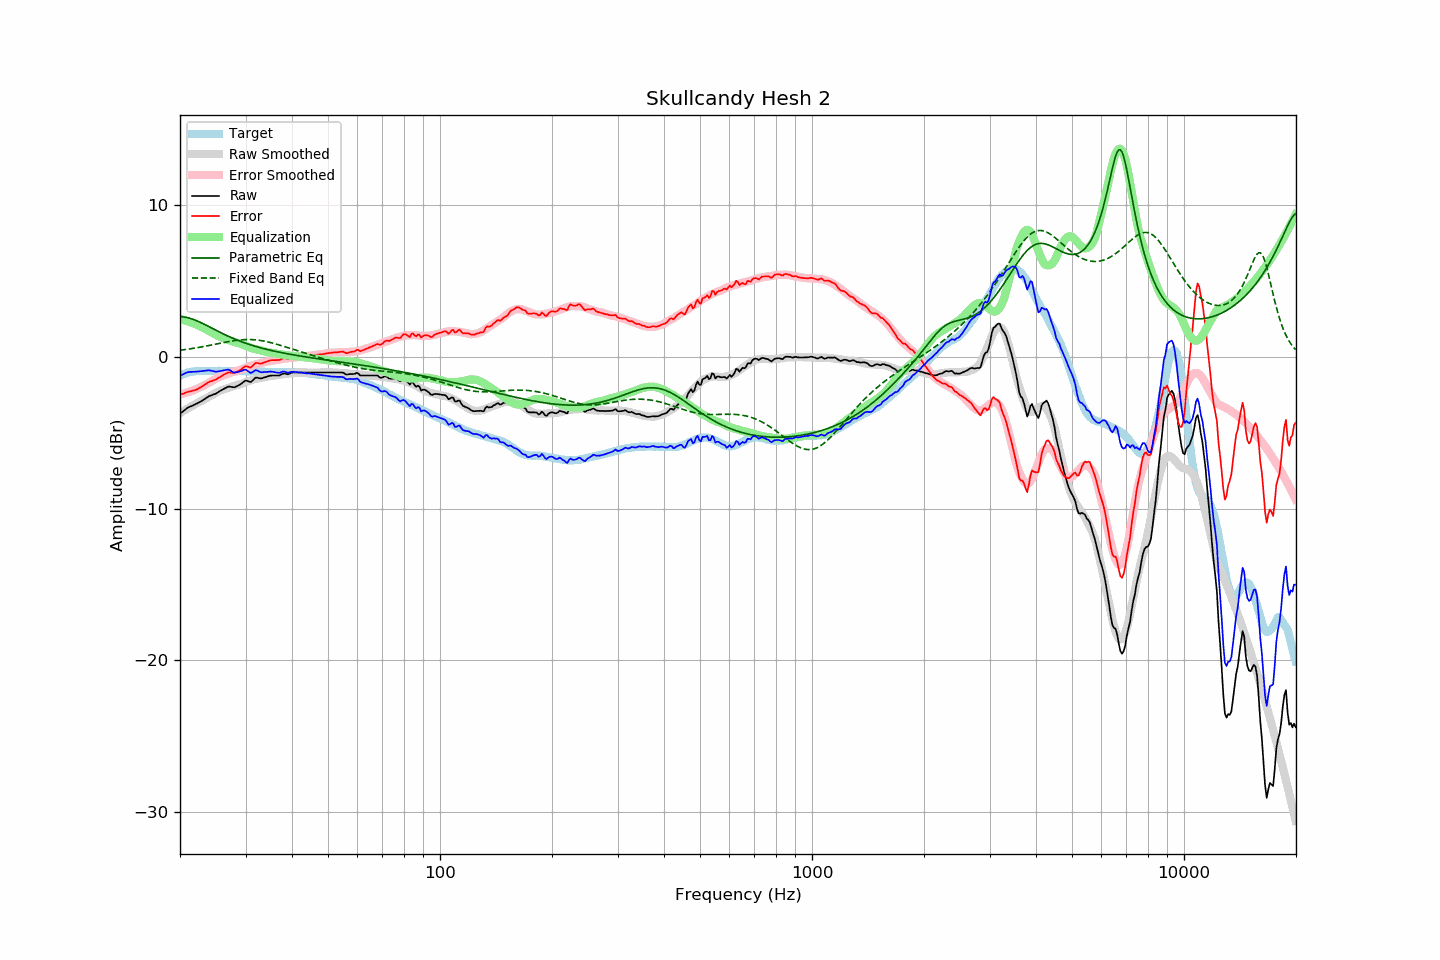 Skullcandy Hesh 2
Target
Raw Smoothed
Error Smoothed
Raw
Error
Equalization
Parametric Eq
Fixed Band Eq
Equalized
10
0
−10
−20
−30
Amplitude (dBr)
100
1000
10000
Frequency (Hz)